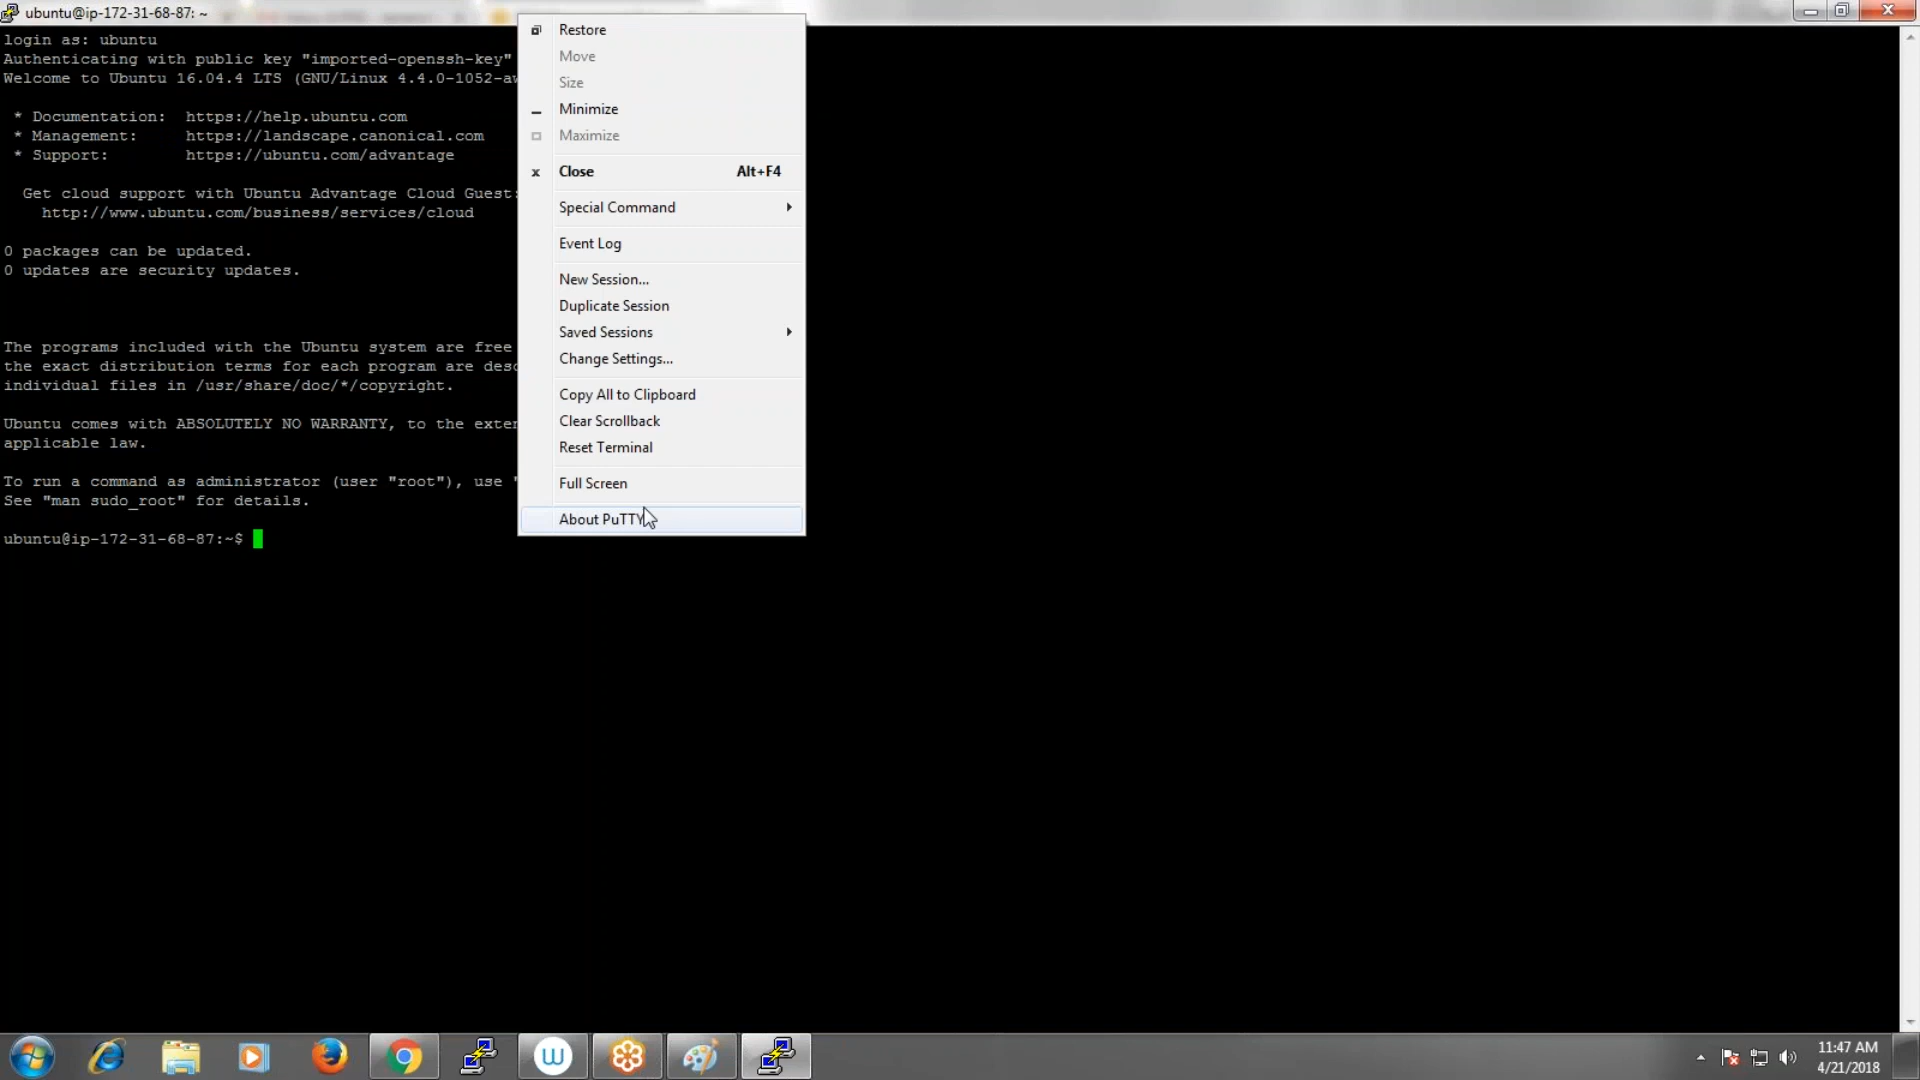 ubuntu@ip-172-31-68-87: ~
login as: ubuntu
Authenticating with public key "imported-openssh-key"
Welcome to Ubuntu 16.04.4 LTS (GNU/Linux 4.4.0-1052-aw
* Documentation: https://help.ubuntu.com
* Management: https://landscape.canonical.com
* Support: https://ubuntu.com/advantage
Get cloud support with Ubuntu Advantage Cloud Guest:
http://www.ubuntu.com/business/services/cloud
0 packages can be updated.
0 updates are security updates.
The programs included with the Ubuntu system are free
the exact distribution terms for each program are desc
individual files in /usr/share/doc/*/copyright.
Ubuntu comes with ABSOLUTELY NO WARRANTY, to the exten
applicable law.
To run a command as administrator (user "root"), use "
See "man sudo_root" for details.
ubuntu@ip-172-31-68-87:~$
Restore
Move
Size
Minimize
Maximize
Close Alt+F4
Special Command
Event Log
New Session...
Duplicate Session
Saved Sessions
Change Settings...
Copy All to Clipboard
Clear Scrollback
Reset Terminal
Full Screen
About PuTTY
11:47 AM
4/21/2018